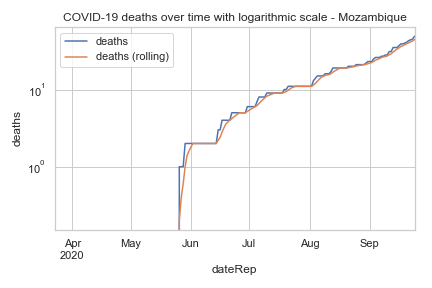 COVID-19 deaths over time with logarithmic scale - Mozambique
deaths
deaths (rolling)
10¹
10⁰
deaths
Apr May Jun Jul Aug Sep
2020
dateRep